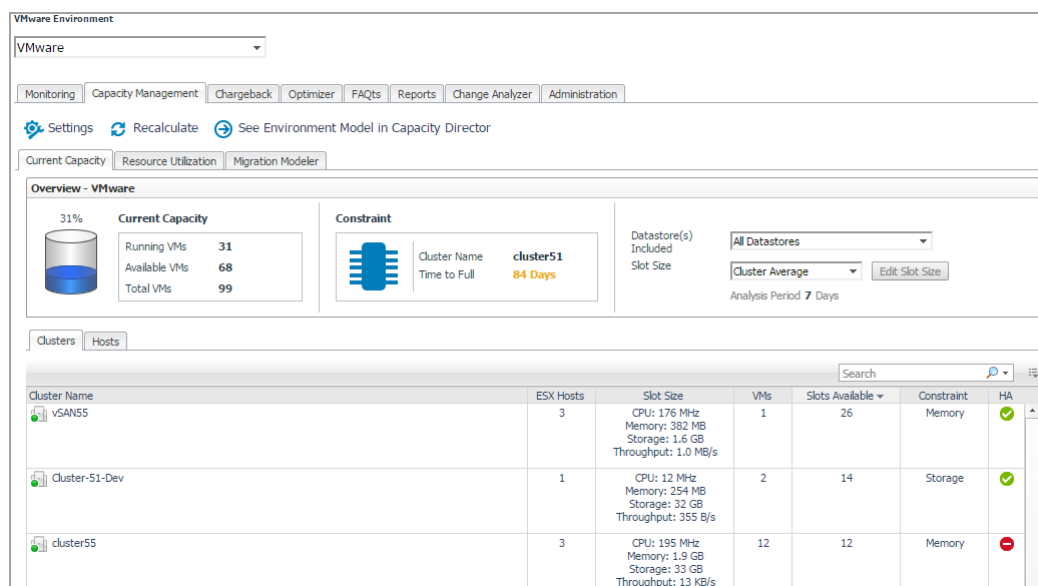 VMware Environment
VMware
Monitoring Capacity Management Chargeback Optimizer FAQts Reports Change Analyzer Administration
Settings Recalculate See Environment Model in Capacity Director
Current Capacity Resource Utilization Migration Modeler
Overview - VMware
31%
Current Capacity
Running VMs 31
Available VMs 68
Total VMs 99
Constraint
Cluster Name cluster51
Time to Full 84 Days
Datastore(s)
Included
All Datastores
Slot Size
Cluster Average Edit Slot Size
Analysis Period 7 Days
Clusters Hosts
Search
Cluster Name ESX Hosts Slot Size VMs Slots Available Constraint HA
vSAN55 3 CPU: 176 MHz 1 26 Memory
Memory: 382 MB
Storage: 1.6 GB
Throughput: 1.0 MB/s
Cluster-51-Dev 1 CPU: 12 MHz 2 14 Storage
Memory: 254 MB
Storage: 32 GB
Throughput: 355 B/s
cluster55 3 CPU: 195 MHz 12 12 Memory
Memory: 1.9 GB
Storage: 33 GB
Throughput: 13 KB/s